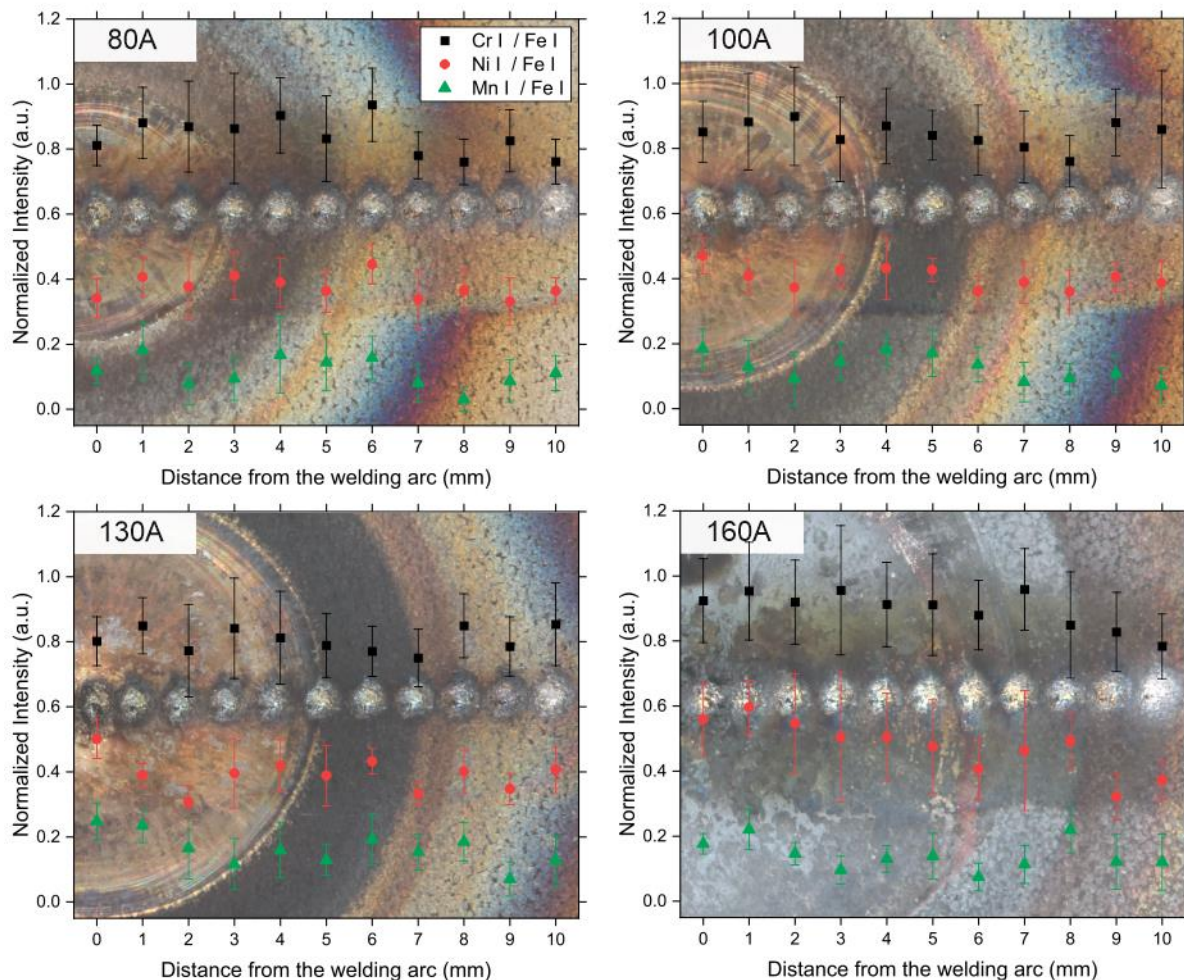 80A
Cr I / Fe I
Ni I / Fe I
Mn I / Fe I
Normalized Intensity (a.u.)
1.2
1.0
0.8
0.6
0.4
0.2
0.0
0 1 2 3 4 5 6 7 8 9 10
Distance from the welding arc (mm)
100A
Normalized Intensity (a.u.)
1.2
1.0
0.8
0.6
0.4
0.2
0.0
0 1 2 3 4 5 6 7 8 9 10
Distance from the welding arc (mm)
130A
Normalized Intensity (a.u.)
1.2
1.0
0.8
0.6
0.4
0.2
0.0
0 1 2 3 4 5 6 7 8 9 10
Distance from the welding arc (mm)
160A
Normalized Intensity (a.u.)
1.2
1.0
0.8
0.6
0.4
0.2
0.0
0 1 2 3 4 5 6 7 8 9 10
Distance from the welding arc (mm)